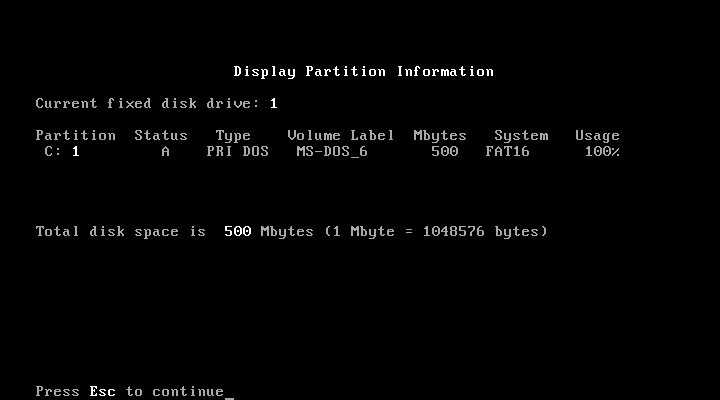 Display Partition Information
Current fixed disk drive: 1
Partition  Status   Type    Volume Label  Mbytes   System   Usage
C: 1         A    PRI DOS   MS-DOS_6       500   FAT16      100%
Total disk space is  500 Mbytes (1 Mbyte = 1048576 bytes)
Press Esc to continue_